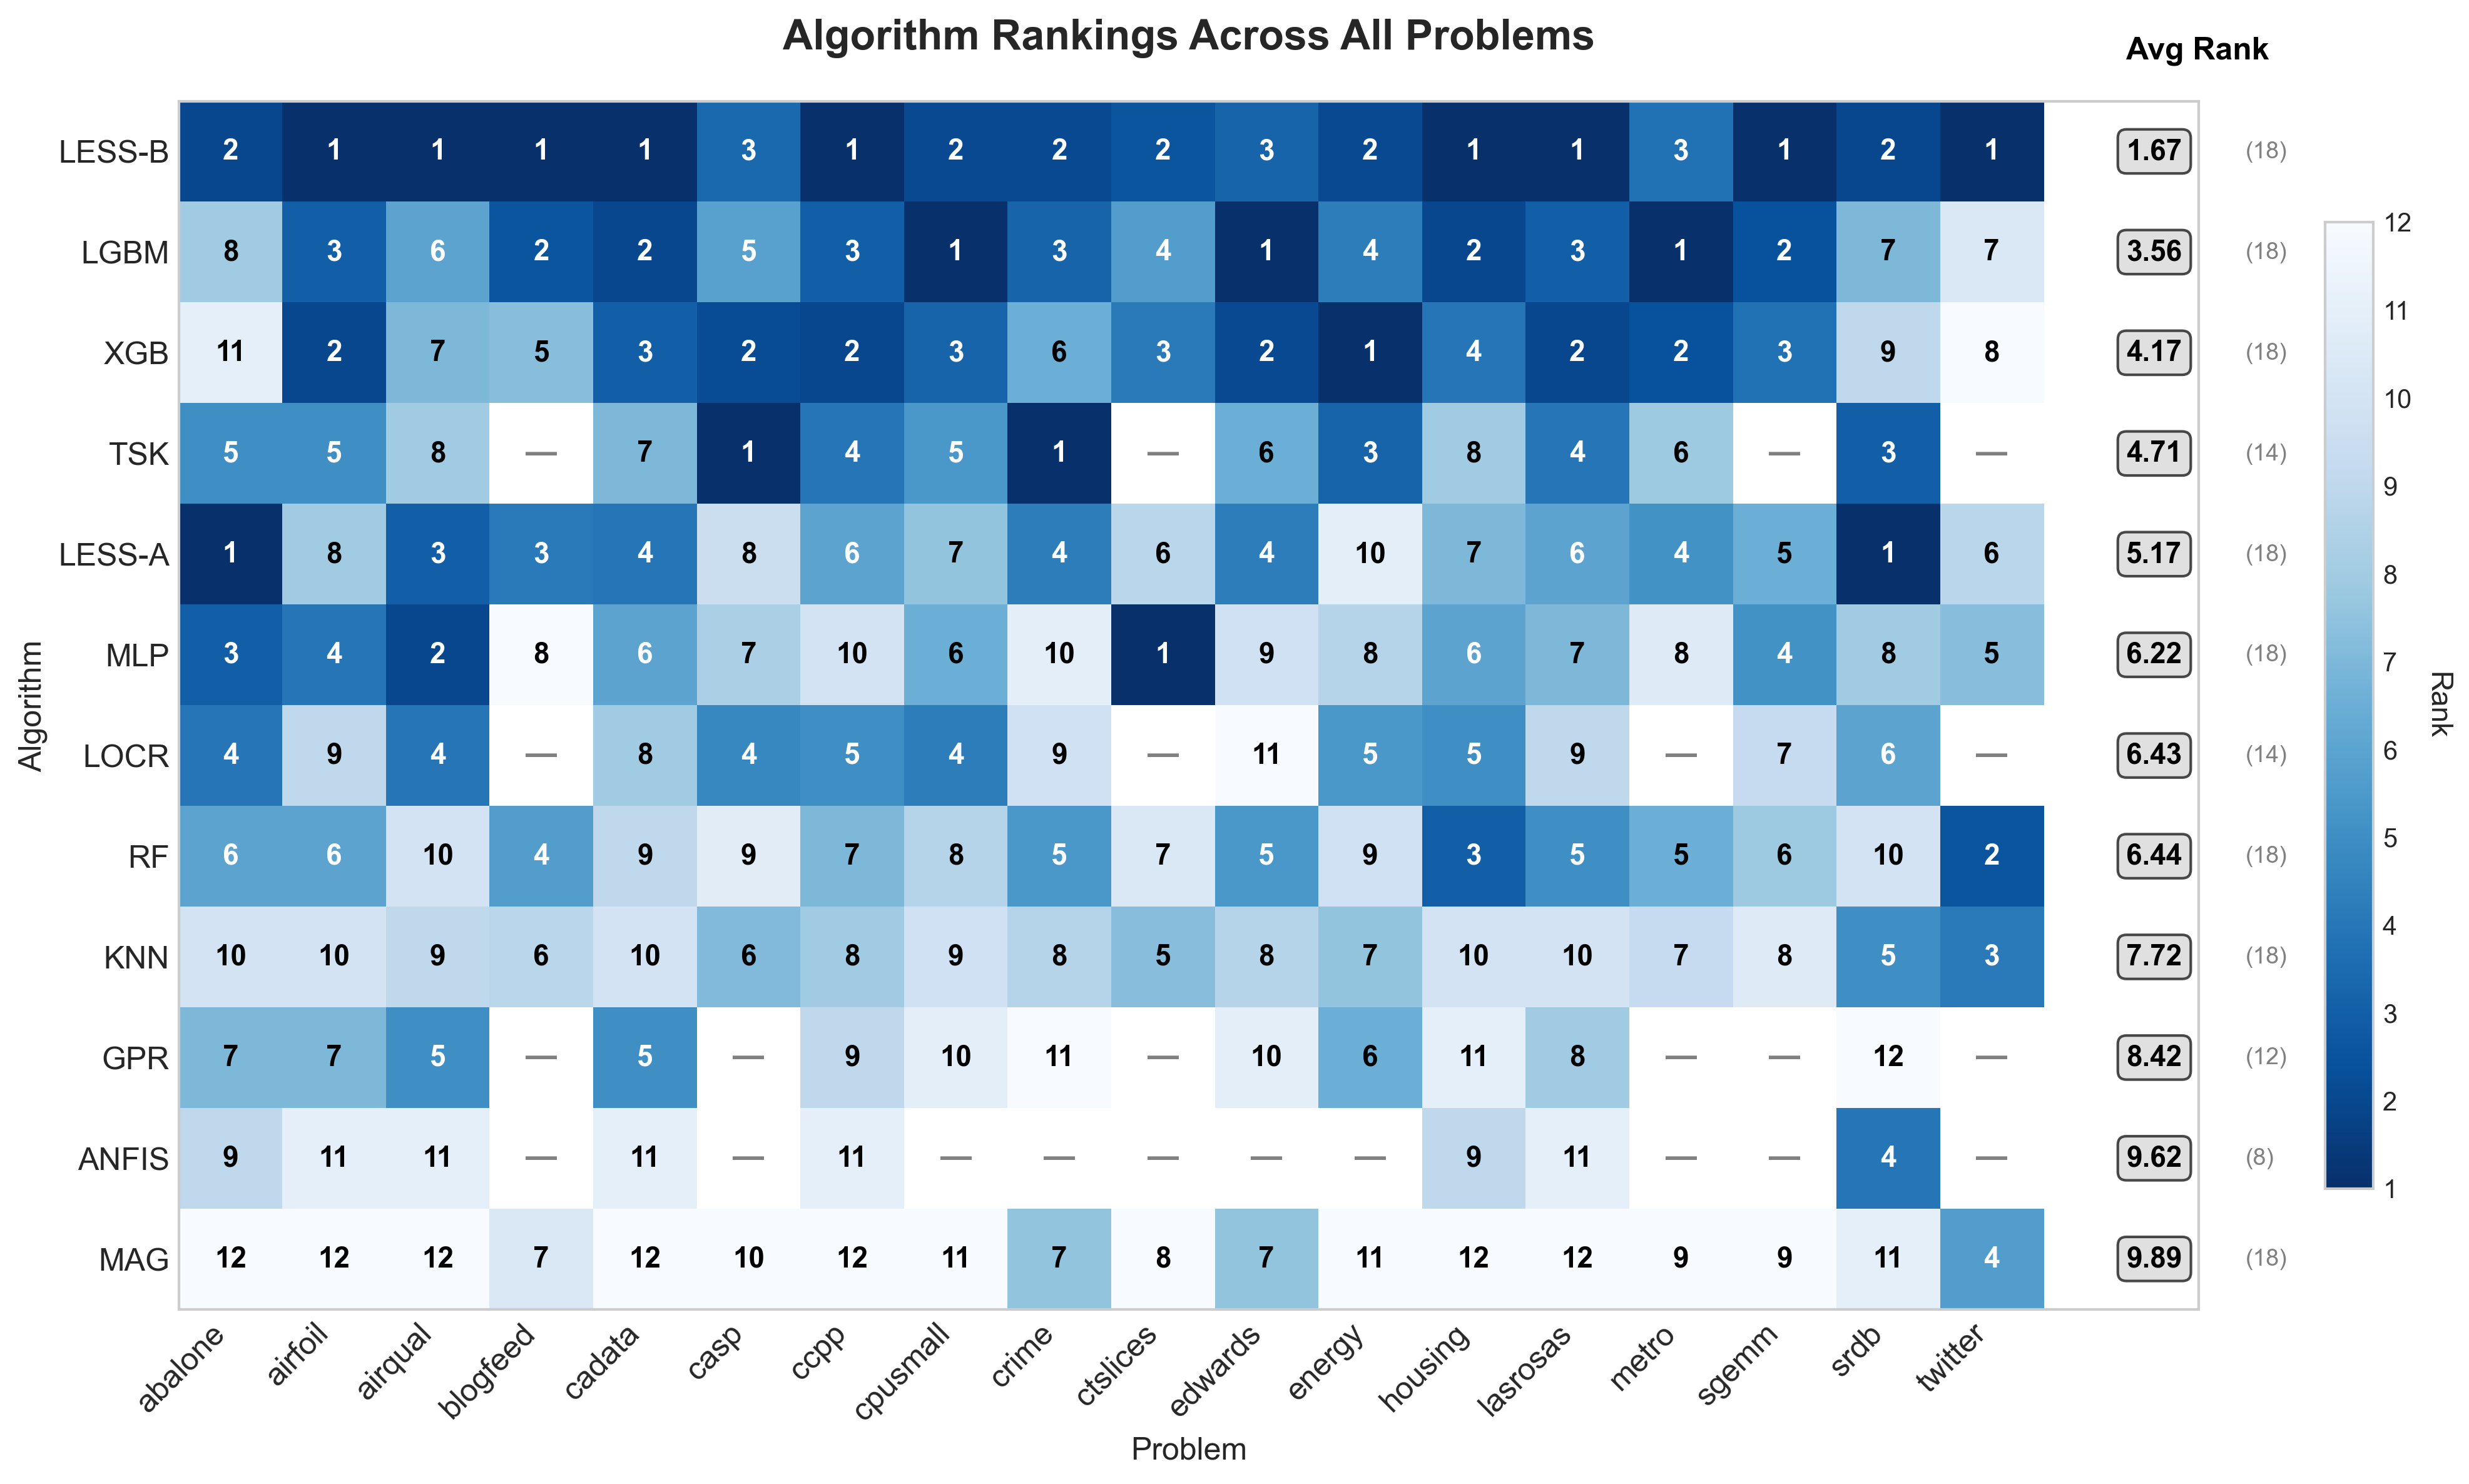 Algorithm Rankings Across All Problems
Avg Rank
LESS-B 2 1 1 1 1 3 1 2 2 2 3 2 1 1 3 1 2 1 1.67 (18)
LGBM 8 3 6 2 2 5 3 1 3 4 1 4 2 3 1 2 7 7 3.56 (18)
XGB 11 2 7 5 3 2 2 3 6 3 2 1 4 2 2 3 9 8 4.17 (18)
TSK 5 5 8 — 7 1 4 5 1 — 6 3 8 4 6 — 3 — 4.71 (14)
LESS-A 1 8 3 3 4 8 6 7 4 6 4 10 7 6 4 5 1 6 5.17 (18)
MLP 3 4 2 8 6 7 10 6 10 1 9 8 6 7 8 4 8 5 6.22 (18)
LOCR 4 9 4 — 8 4 5 4 9 — 11 5 5 9 — 7 6 — 6.43 (14)
RF 6 6 10 4 9 9 7 8 5 7 5 9 3 5 5 6 10 2 6.44 (18)
KNN 10 10 9 6 10 6 8 9 8 5 8 7 10 10 7 8 5 3 7.72 (18)
GPR 7 7 5 — 5 — 9 10 11 — 10 6 11 8 — — 12 — 8.42 (12)
ANFIS 9 11 11 — 11 — 11 — — — — — 9 11 — — 4 — 9.62 (8)
MAG 12 12 12 7 12 10 12 11 7 8 7 11 12 12 9 9 11 4 9.89 (18)
abalone airfoil airqual blogfeed cadata casp ccpp cpusmall crime ctslices edwards energy housing lasrosas metro sgemm srdb twitter
Problem
Algorithm
12
11
10
9
8
7
6
5
4
3
2
1
Rank